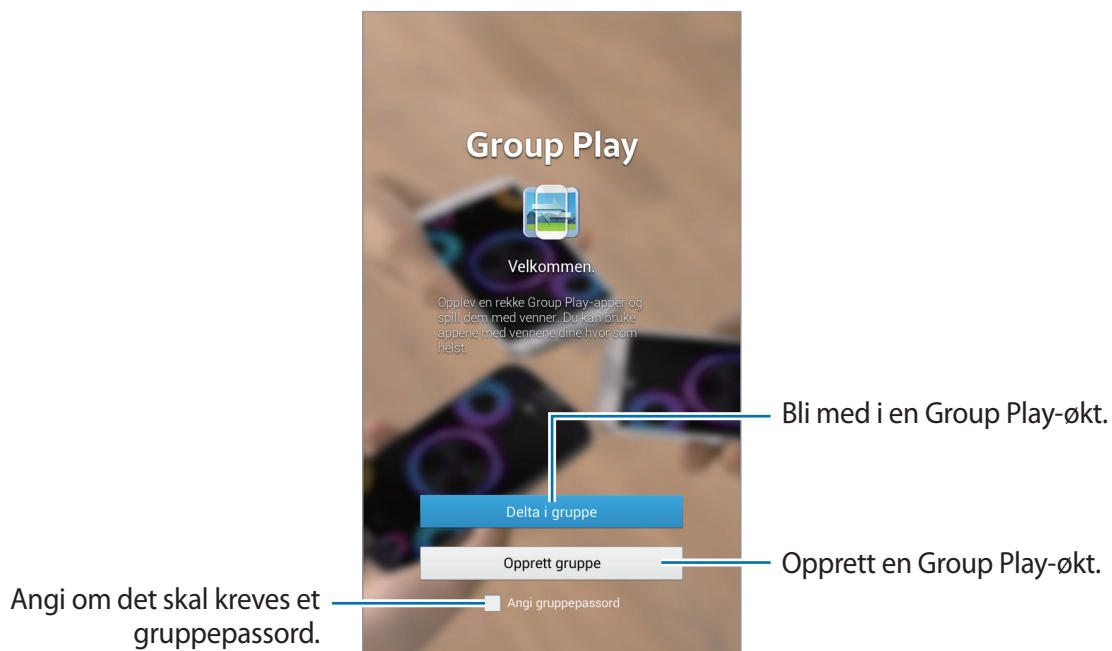 Group Play
Velkommen.
Opplev en rekke Group Play-apper og
spill dem med venner. Du kan bruke
appene med vennene dine hvor som
helst.
Bli med i en Group Play-økt.
Delta i gruppe
Opprett gruppe
Opprett en Group Play-økt.
Angi om det skal kreves et
gruppepassord.
Angi gruppepassord